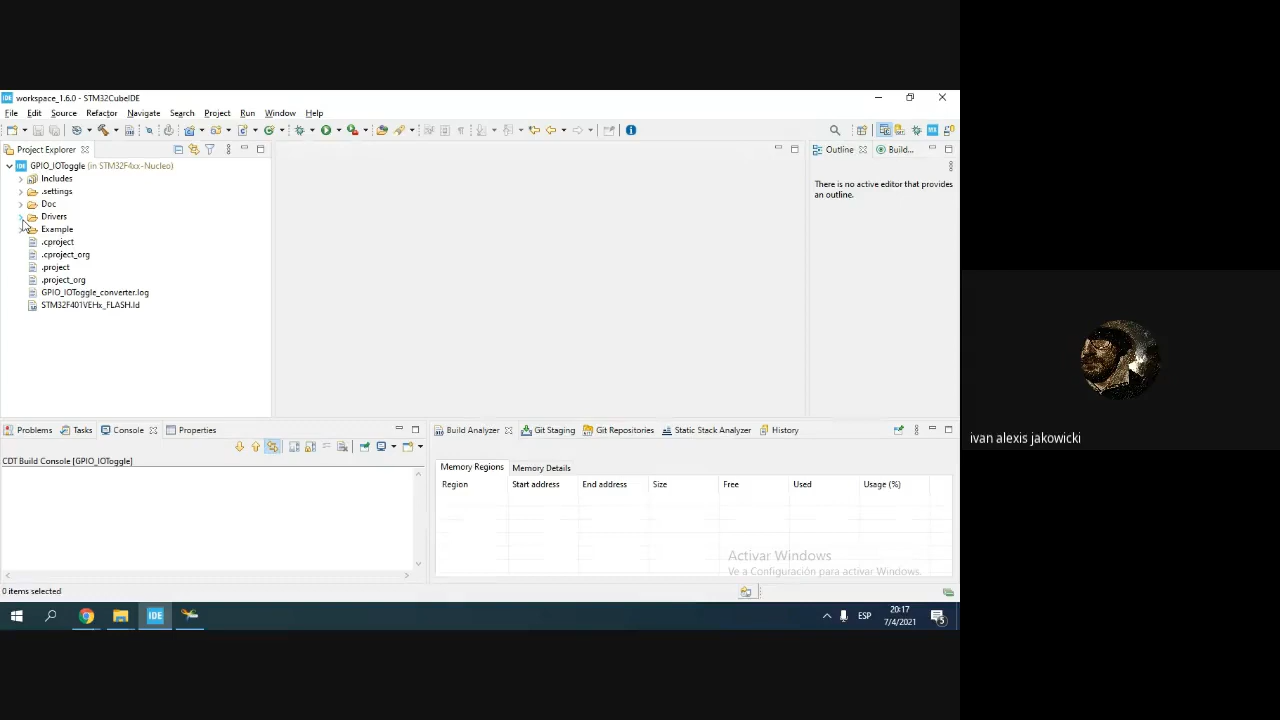 IDE workspace_1.6.0 - STM32CubeIDE
File Edit Source Refactor Navigate Search Project Run Window Help
Project Explorer
Outline
Build...
IDE GPIO_IOToggle (in STM32F4xx-Nucleo)
Includes
.settings
Doc
Drivers
Example
.cproject
.cproject_org
.project
.project_org
GPIO_IOToggle_converter.log
STM32F401VEHx_FLASH.ld
There is no active editor that provides
an outline.
Problems Tasks Console Properties
CDT Build Console [GPIO_IOToggle]
Build Analyzer Git Staging Git Repositories Static Stack Analyzer History
Memory Regions Memory Details
Region Start address End address Size Free Used Usage (%)
Activar Windows
Ve a Configuración para activar Windows.
0 items selected
IDE
ESP
20:17
7/4/2021
5
ivan alexis jakowicki